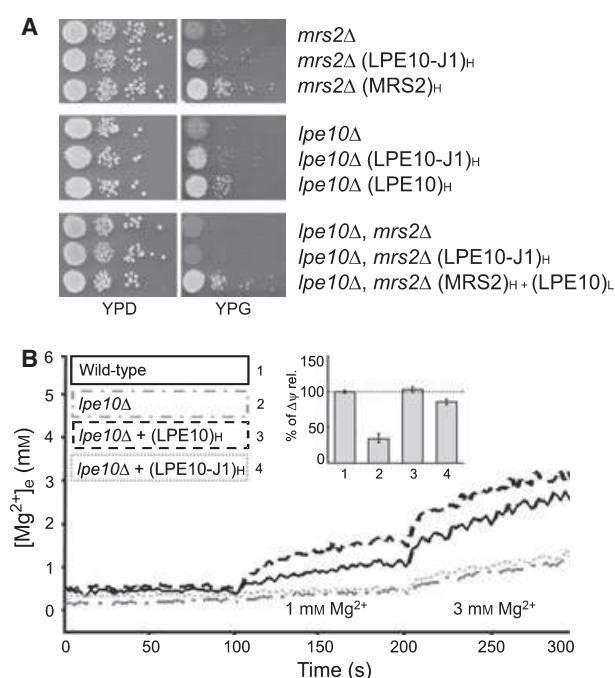 A
mrs2Δ
mrs2Δ (LPE10-J1)H
mrs2Δ (MRS2)H
lpe10Δ
lpe10Δ (LPE10-J1)H
lpe10Δ (LPE10)H
lpe10Δ, mrs2Δ
lpe10Δ, mrs2Δ (LPE10-J1)H
lpe10Δ, mrs2Δ (MRS2)H + (LPE10)L
YPD YPG
B
Wild-type 1
lpe10Δ 2
lpe10Δ + (LPE10)H 3
lpe10Δ + (LPE10-J1)H 4
% of Δψ rel.
150
100
50
0
1 2 3 4
[Mg2+]e (mM)
6
5
4
3
2
1
0
1 mM Mg2+ 3 mM Mg2+
0 50 100 150 200 250 300
Time (s)